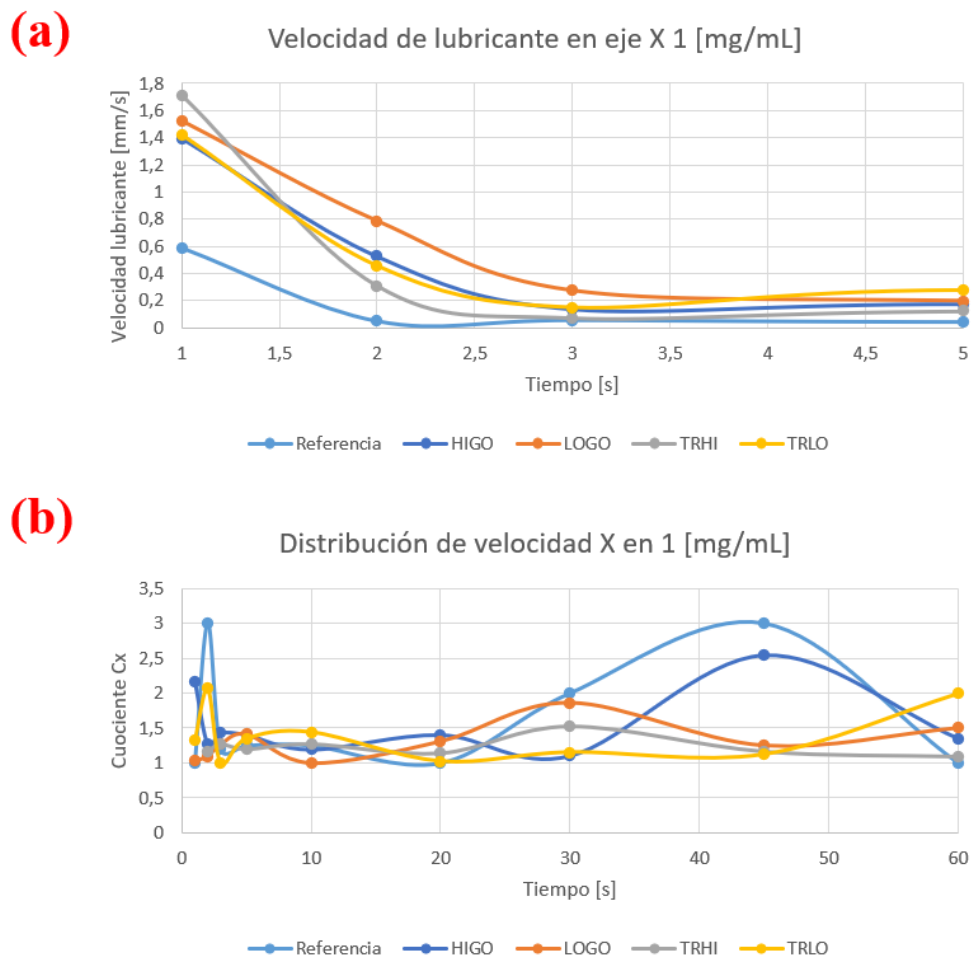 (a)
Velocidad de lubricante en eje X 1 [mg/mL]
Velocidad lubricante [mm/s]
1,8
1,6
1,4
1,2
1
0,8
0,6
0,4
0,2
0
1 1,5 2 2,5 3 3,5 4 4,5 5
Tiempo [s]
Referencia HIGO LOGO TRHI TRLO
(b)
Distribución de velocidad X en 1 [mg/mL]
Cuociente Cx
3,5
3
2,5
2
1,5
1
0,5
0
0 10 20 30 40 50 60
Tiempo [s]
Referencia HIGO LOGO TRHI TRLO